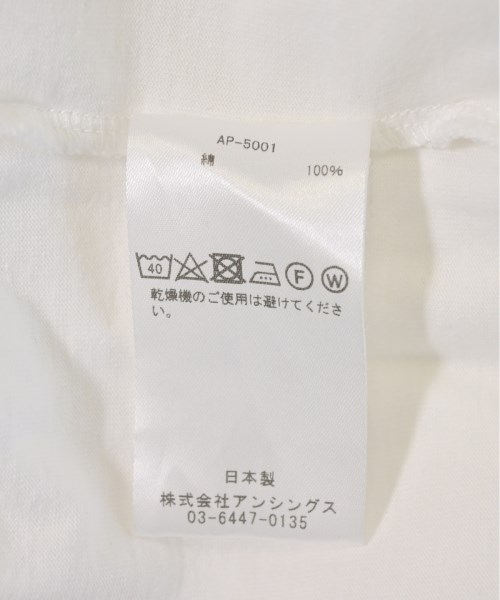 AP-5001
綿 100%
40 F W
乾燥機のご使用は避けてくださ
い。
日本製
株式会社アンシングス
03-6447-0135